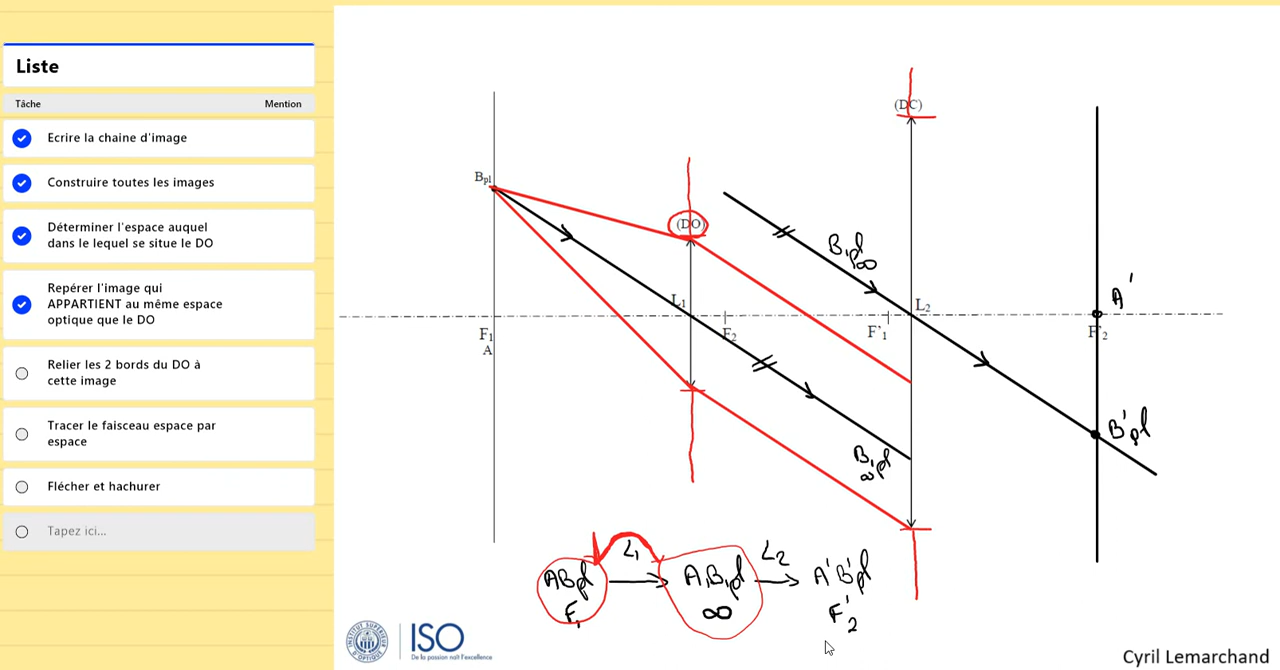 Liste
Tâche Mention
Ecrire la chaine d'image
Construire toutes les images
Déterminer l'espace auquel
dans le lequel se situe le DO
Repérer l'image qui
APPARTIENT au même espace
optique que le DO
Relier les 2 bords du DO à
cette image
Tracer le faisceau espace par
espace
Flécher et hachurer
Tapez ici...
(DC)
Bpl
(DO)
B₁pl
∞
L₁
L₂
A'
F₁
A
F₂
F'₁
F'₂
B'pl
B₁pl
∞
L₁
L₂
ABpl
A₁B₁pl
A'B'pl
F₁
∞
F'₂
INSTITUT SUPÉRIEUR
D'OPTIQUE
ISO
De la passion naît l'excellence
Cyril Lemarchand